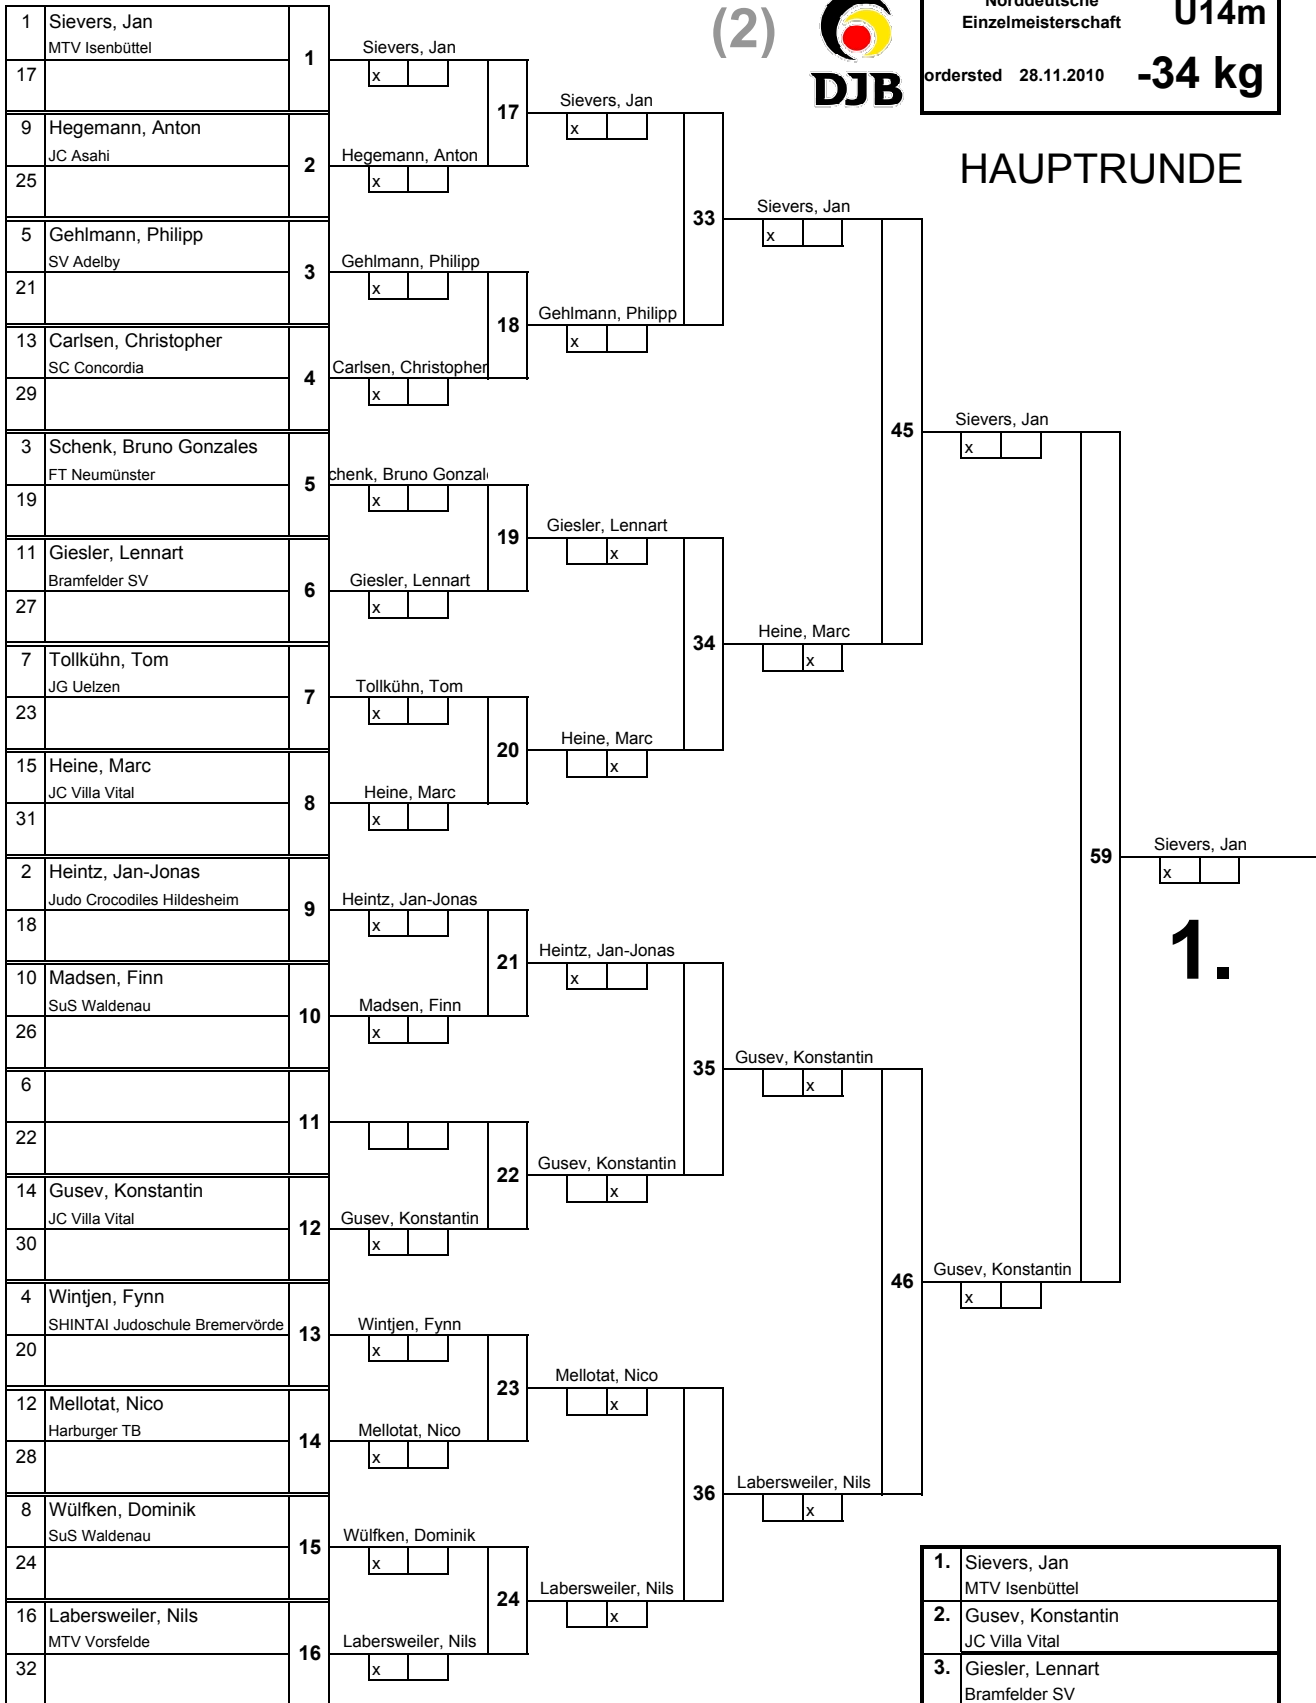 (2)
DJB
Norddeutsche
Einzelmeisterschaft
U14m
ordersted 28.11.2010
-34 kg
HAUPTRUNDE
1 Sievers, Jan
MTV Isenbüttel
17
1
9 Hegemann, Anton
JC Asahi
25
2
5 Gehlmann, Philipp
SV Adelby
21
3
13 Carlsen, Christopher
SC Concordia
29
4
3 Schenk, Bruno Gonzales
FT Neumünster
19
5
11 Giesler, Lennart
Bramfelder SV
27
6
7 Tollkühn, Tom
JG Uelzen
23
7
15 Heine, Marc
JC Villa Vital
31
8
2 Heintz, Jan-Jonas
Judo Crocodiles Hildesheim
18
9
10 Madsen, Finn
SuS Waldenau
26
10
6
22
11
14 Gusev, Konstantin
JC Villa Vital
30
12
4 Wintjen, Fynn
SHINTAI Judoschule Bremervörde
20
13
12 Mellotat, Nico
Harburger TB
28
14
8 Wülfken, Dominik
SuS Waldenau
24
15
16 Labersweiler, Nils
MTV Vorsfelde
32
16
Sievers, Jan
x
17
Hegemann, Anton
x
Gehlmann, Philipp
x
18
Carlsen, Christopher
x
chenk, Bruno Gonzal
x
19
Giesler, Lennart
x
Tollkühn, Tom
x
20
Heine, Marc
x
Heintz, Jan-Jonas
x
21
Madsen, Finn
x
22
Gusev, Konstantin
x
Wintjen, Fynn
x
23
Mellotat, Nico
x
Wülfken, Dominik
x
24
Labersweiler, Nils
x
Sievers, Jan
x
33
Gehlmann, Philipp
x
Giesler, Lennart
x
34
Heine, Marc
x
Heintz, Jan-Jonas
x
35
Gusev, Konstantin
x
Mellotat, Nico
x
36
Labersweiler, Nils
x
Sievers, Jan
x
45
Heine, Marc
x
Gusev, Konstantin
x
46
Labersweiler, Nils
x
Sievers, Jan
x
59
Gusev, Konstantin
x
Sievers, Jan
x
1.
1. Sievers, Jan
MTV Isenbüttel
2. Gusev, Konstantin
JC Villa Vital
3. Giesler, Lennart
Bramfelder SV